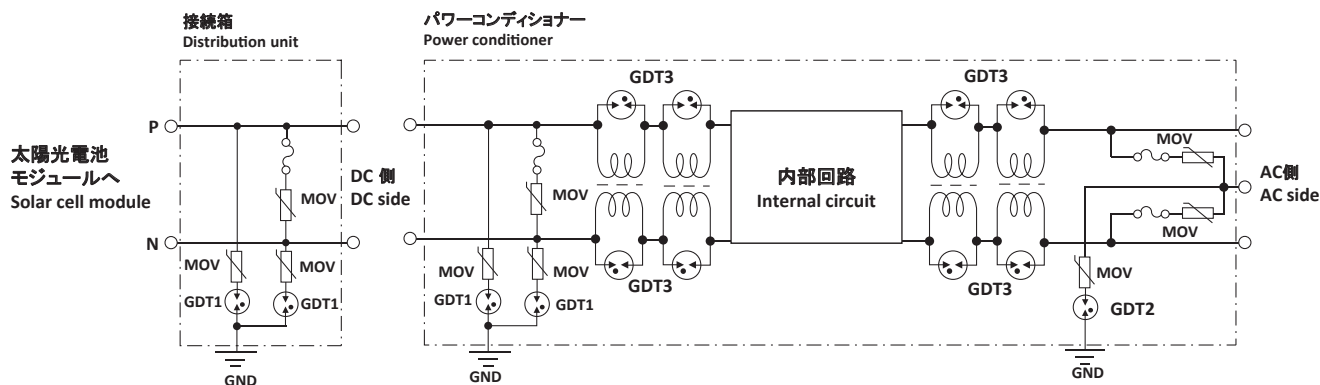 接続箱
Distribution unit
パワーコンディショナー
Power conditioner
GDT3
GDT3
P
MOV
太陽光電池
モジュールへ
Solar cell module
MOV
DC 側
DC side
MOV
内部回路
Internal circuit
AC側
AC side
MOV
N
MOV
MOV
MOV
MOV
GDT3
GDT3
MOV
GDT1
GDT1
GDT1
GDT1
GDT2
GND
GND
GND